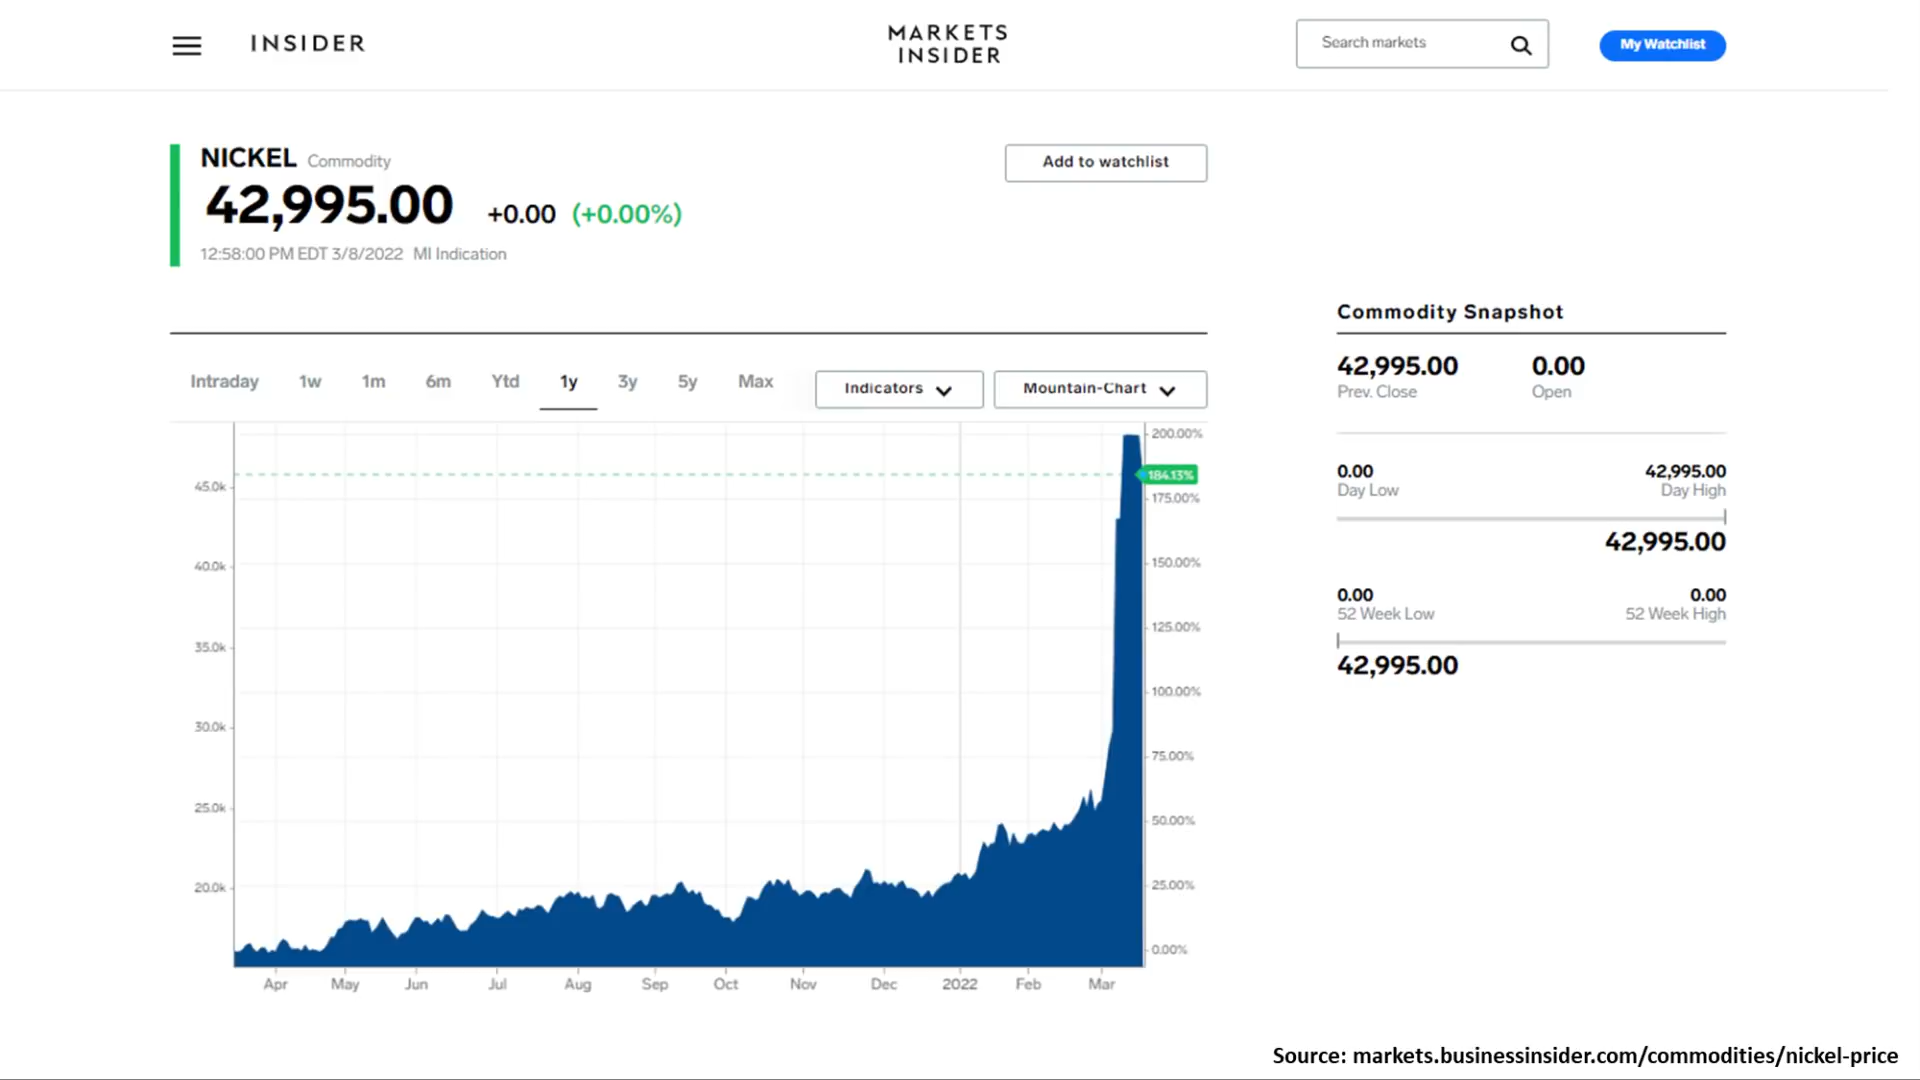 INSIDER
MARKETS
INSIDER
Search markets
My Watchlist
NICKEL Commodity
Add to watchlist
42,995.00 +0.00 (+0.00%)
12:58:00 PM EDT 3/8/2022 MI Indication
Commodity Snapshot
42,995.00 0.00
Prev. Close Open
0.00 42,995.00
Day Low Day High
42,995.00
0.00 0.00
52 Week Low 52 Week High
42,995.00
Intraday 1w 1m 6m Ytd 1y 3y 5y Max Indicators Mountain-Chart
200.00%
184.13%
175.00%
150.00%
125.00%
100.00%
75.00%
50.00%
25.00%
0.00%
45.0k
40.0k
35.0k
30.0k
25.0k
20.0k
Apr May Jun Jul Aug Sep Oct Nov Dec 2022 Feb Mar
Source: markets.businessinsider.com/commodities/nickel-price